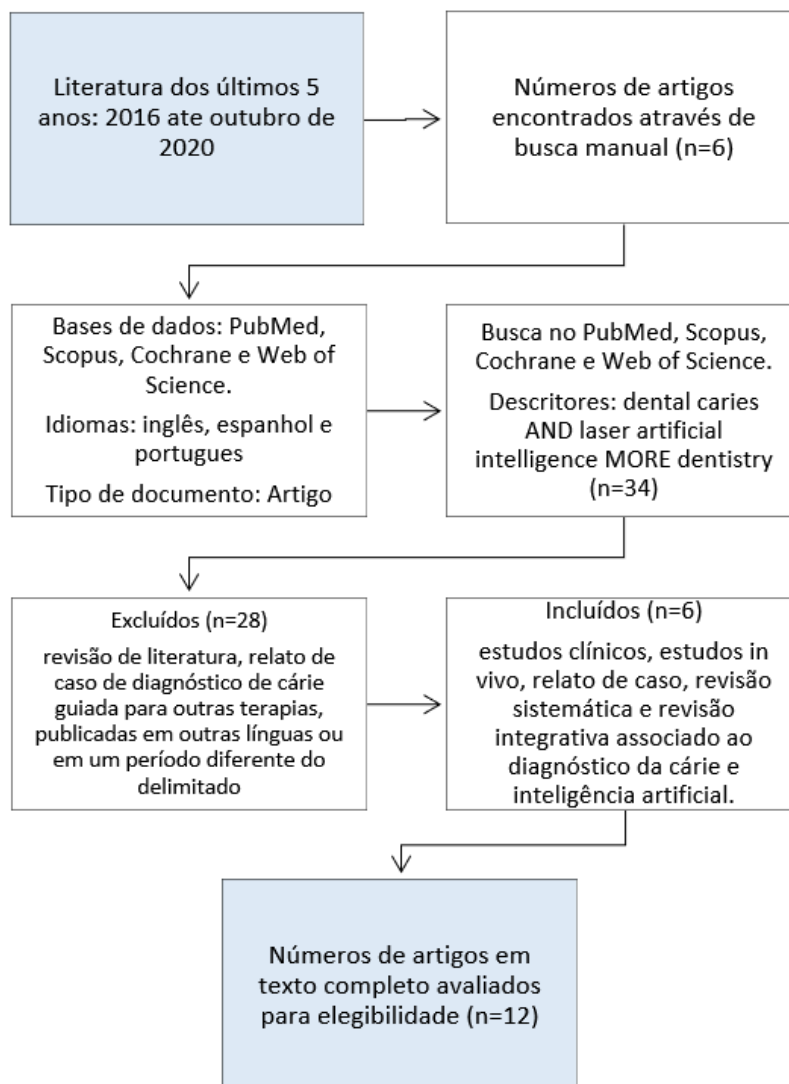 Literatura dos últimos 5
anos: 2016 ate outubro de
2020
Números de artigos
encontrados através de
busca manual (n=6)
Bases de dados: PubMed,
Scopus, Cochrane e Web of
Science.
Idiomas: inglês, espanhol e
portugues
Tipo de documento: Artigo
Busca no PubMed, Scopus,
Cochrane e Web of Science.
Descritores: dental caries
AND laser artificial
intelligence MORE dentistry
(n=34)
Excluídos (n=28)
revisão de literatura, relato de
caso de diagnóstico de cárie
guiada para outras terapias,
publicadas em outras línguas ou
em um período diferente do
delimitado
Incluídos (n=6)
estudos clínicos, estudos in
vivo, relato de caso, revisão
sistemática e revisão
integrativa associado ao
diagnóstico da cárie e
inteligência artificial.
Números de artigos em
texto completo avaliados
para elegibilidade (n=12)